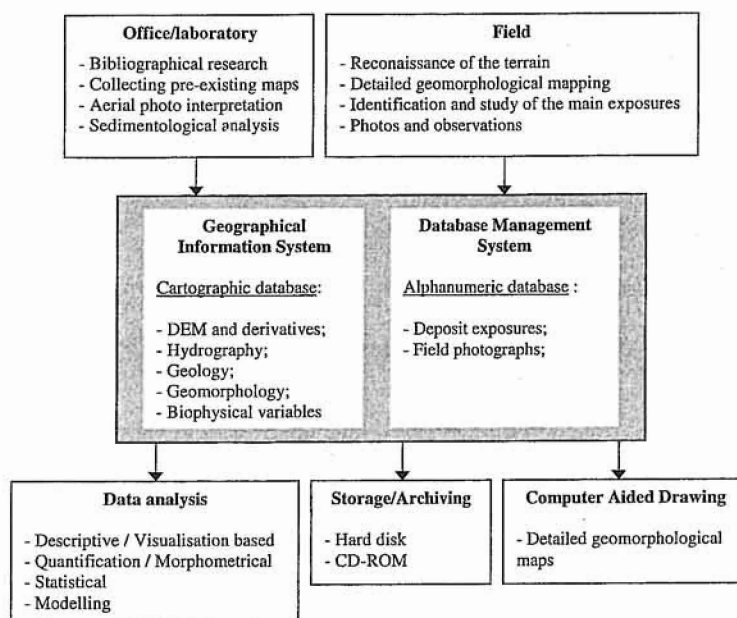 Office/laboratory
- Bibliographical research
- Collecting pre-existing maps
- Aerial photo interpretation
- Sedimentological analysis
Field
- Reconaissance of the terrain
- Detailed geomorphological mapping
- Identification and study of the main exposures
- Photos and observations
Geographical
Information System
Cartographic database:
- DEM and derivatives;
- Hydrography;
- Geology;
- Geomorphology;
- Biophysical variables
Database Management
System
Alphanumeric database :
- Deposit exposures;
- Field photographs;
Data analysis
- Descriptive / Visualisation based
- Quantification / Morphometrical
- Statistical
- Modelling
Storage/Archiving
- Hard disk
- CD-ROM
Computer Aided Drawing
- Detailed geomorphological
maps